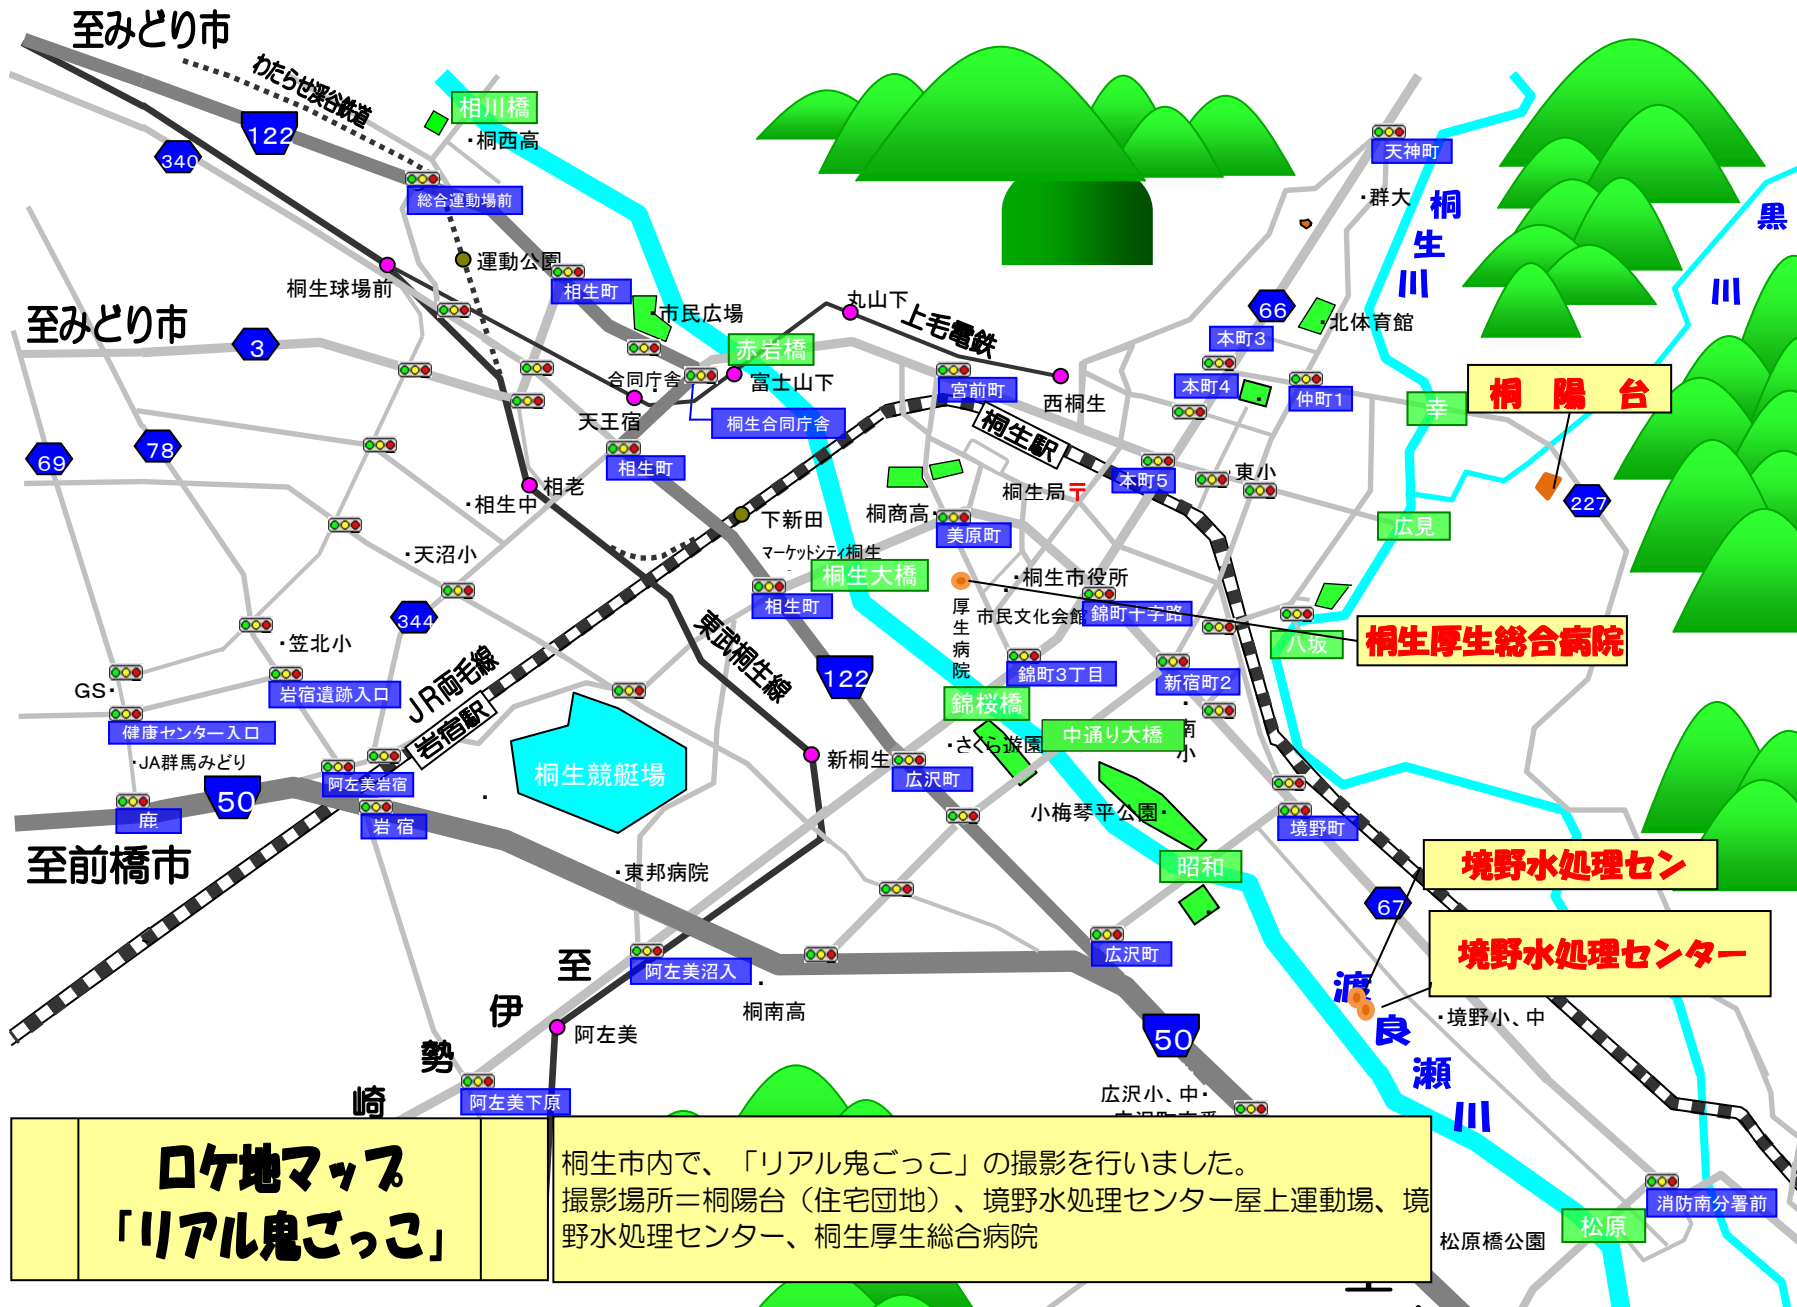 至みどり市
わたらせ渓谷鉄道
122
340
相川橋
・桐西高
総合運動場前
運動公園
桐生球場前
相生町
市民広場
至みどり市
3
赤岩橋
合同庁舎
富士山下
丸山下
上毛電鉄
宮前町
西桐生
天王宿
桐生合同庁舎
相生町
天神町
・群大
桐
生
川
黒
川
66
・北体育館
本町3
本町4
仲町1
幸
桐 陽 台
桐生駅
69
78
・相生中
相老
下新田
桐商高・
桐生局〒
本町5
・東小
227
美原町
広見
・天沼小
マーケットシティ桐生
桐生大橋
・桐生市役所
相生町
344
厚
生
病
院
市民文化会館
錦町十字路
八坂
桐生厚生総合病院
・笠北小
JR両毛線
東武桐生線
122
錦町3丁目
新宿町2
GS・
岩宿遺跡入口
健康センター入口
岩宿駅
錦桜橋
中通り大橋
・
南
小
・さくら遊園
・JA群馬みどり
桐生競艇場
新桐生
広沢町
阿左美岩宿
50
鹿
岩 宿
小梅琴平公園・
境野町
至前橋市
・東邦病院
昭和
境野水処理セン
67
広沢町
境野水処理センター
阿左美沼入
桐南高
至
伊
勢
崎
阿左美
渡
良
瀬
川
50
・境野小、中
阿左美下原
広沢小、中・
消防南分署前
松原
松原橋公園
ロケ地マップ
「リアル鬼ごっこ」
桐生市内で、「リアル鬼ごっこ」の撮影を行いました。
撮影場所＝桐陽台（住宅団地）、境野水処理センター屋上運動場、境
野水処理センター、桐生厚生総合病院